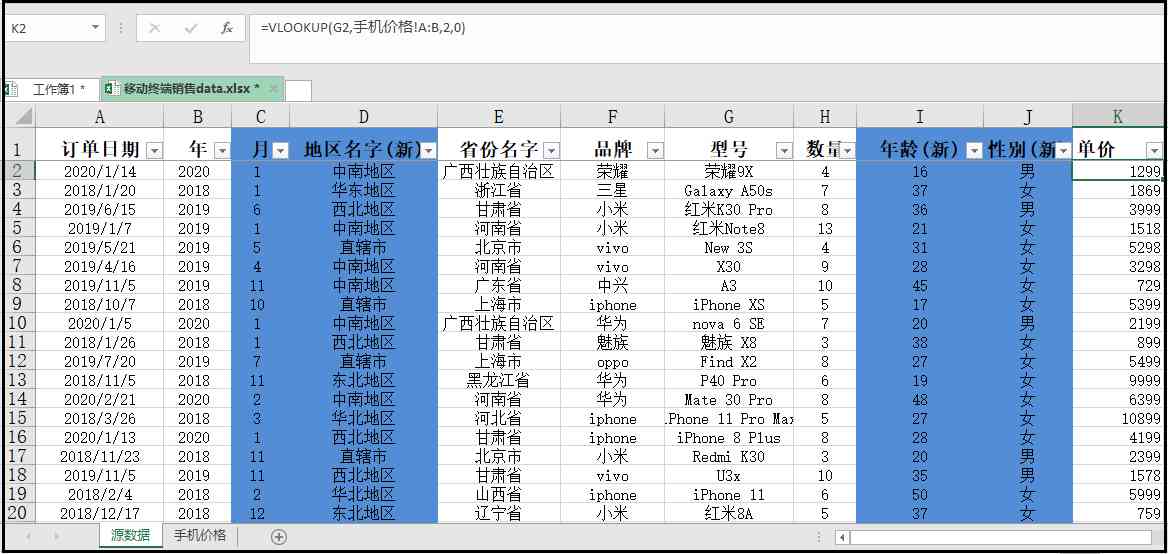 K2 fx =VLOOKUP(G2,手机价格!A:B,2,0)
工作簿1 * 移动终端销售data.xlsx *
A B C D E F G H I J K
1 订单日期 年 月 地区名字(新) 省份名字 品牌 型号 数量 年龄(新) 性别(新 单价
2 2020/1/14 2020 1 中南地区 广西壮族自治区 荣耀 荣耀9X 4 16 男 1299
3 2018/1/20 2018 1 华东地区 浙江省 三星 Galaxy A50s 7 37 女 1869
4 2019/6/15 2019 6 西北地区 甘肃省 小米 红米K30 Pro 8 36 男 3999
5 2019/1/7 2019 1 中南地区 河南省 小米 红米Note8 13 21 女 1518
6 2019/5/21 2019 5 直辖市 北京市 vivo New 3S 4 31 女 5298
7 2019/4/16 2019 4 中南地区 河南省 vivo X30 9 28 女 3298
8 2019/11/5 2019 11 中南地区 广东省 中兴 A3 10 45 女 729
9 2018/10/7 2018 10 直辖市 上海市 iphone iPhone XS 5 17 女 5399
10 2020/1/5 2020 1 中南地区 广西壮族自治区 华为 nova 6 SE 7 20 男 2199
11 2018/1/26 2018 1 西北地区 甘肃省 魅族 魅族 X8 3 38 女 899
12 2019/7/20 2019 7 直辖市 上海市 oppo Find X2 8 27 女 5499
13 2018/11/5 2018 11 东北地区 黑龙江省 华为 P40 Pro 6 19 女 9999
14 2020/2/21 2020 2 中南地区 河南省 华为 Mate 30 Pro 8 48 女 6399
15 2018/3/26 2018 3 华北地区 河北省 iphone iPhone 11 Pro Max 5 27 女 10899
16 2020/1/13 2020 1 西北地区 甘肃省 iphone iPhone 8 Plus 8 28 女 4199
17 2018/11/23 2018 11 直辖市 北京市 小米 Redmi K30 3 20 男 2399
18 2019/11/5 2019 11 西北地区 甘肃省 vivo U3x 10 35 男 1578
19 2018/2/4 2018 2 华北地区 山西省 iphone iPhone 11 6 50 女 5999
20 2018/12/17 2018 12 东北地区 辽宁省 小米 红米8A 5 37 女 759
源数据 手机价格